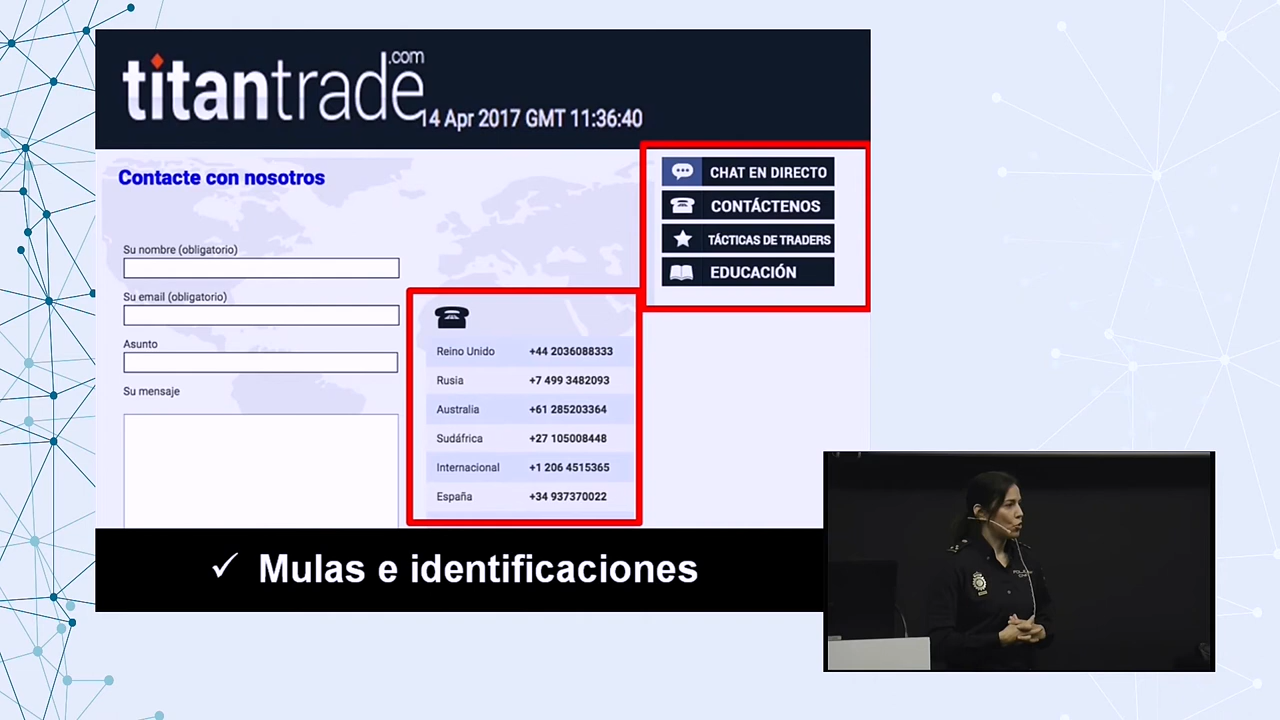 titantrade.com
14 Apr 2017 GMT 11:36:40
Contacte con nosotros
Su nombre (obligatorio)
Su email (obligatorio)
Asunto
Su mensaje
CHAT EN DIRECTO
CONTÁCTENOS
TÁCTICAS DE TRADERS
EDUCACIÓN
Reino Unido +44 2036088333
Rusia +7 499 3482093
Australia +61 285203364
Sudáfrica +27 105008448
Internacional +1 206 4515365
España +34 937370022
✓ Mulas e identificaciones